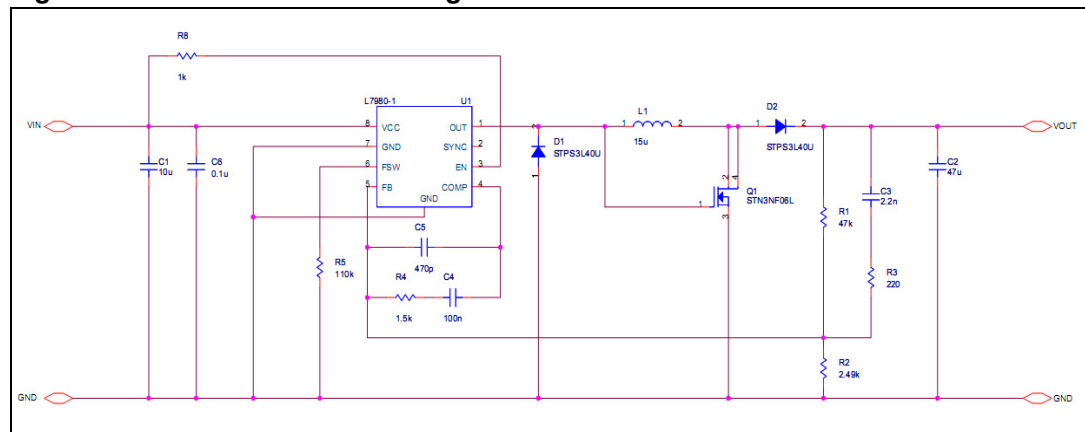 R8
1k
L7980-1 U1
VIN
8 VCC OUT 1
7 GND SYNC 2
6 FSW EN 3
5 FB COMP 4
GND
C1
10u
C6
0.1u
R5
110k
C5
470p
R4
1.5k
C4
100n
D1
STPS3L40U
2
1
L1
1 2
15u
D2
1 2
STPS3L40U
Q1
STN3NF06L
1
2 4
3
R1
47k
C3
2.2n
R3
220
R2
2.49k
C2
47u
VOUT
GND
GND